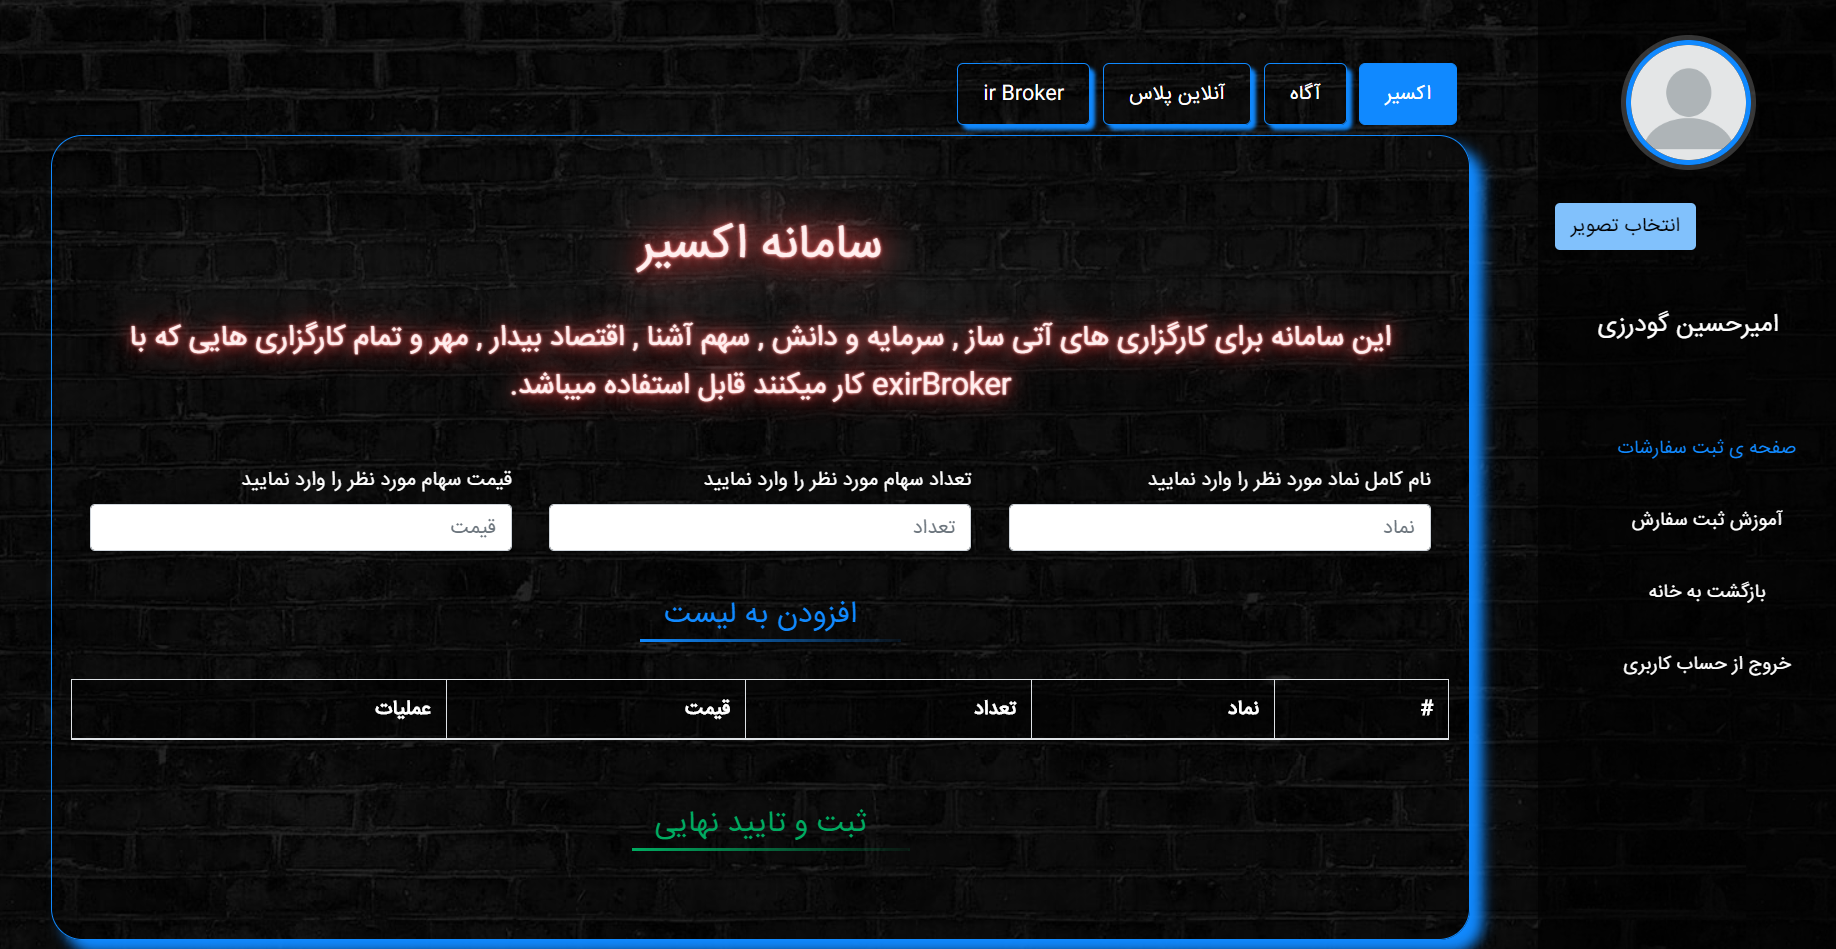 اکسیر
آگاه
آنلاین پلاس
ir Broker
انتخاب تصویر
امیرحسین گودرزی
صفحه ی ثبت سفارشات
آموزش ثبت سفارش
بازگشت به خانه
خروج از حساب کاربری
سامانه اکسیر
این سامانه برای کارگزاری های آتی ساز , سرمایه و دانش , سهم آشنا , اقتصاد بیدار , مهر و تمام کارگزاری هایی که با
exirBroker کار میکنند قابل استفاده میباشد.
نام کامل نماد مورد نظر را وارد نمایید
نماد
تعداد سهام مورد نظر را وارد نمایید
تعداد
قیمت سهام مورد نظر را وارد نمایید
قیمت
افزودن به لیست
# نماد تعداد قیمت عملیات
ثبت و تایید نهایی